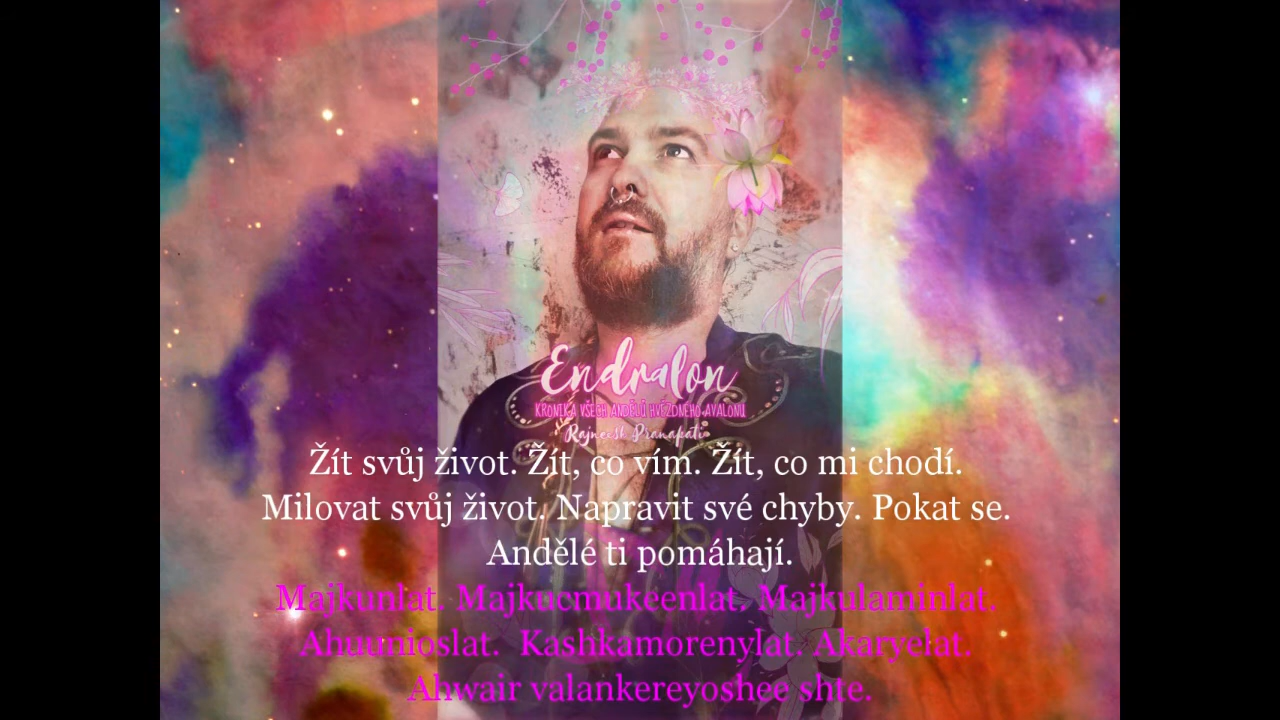 Endralon
KRONIKA VŠECH ANDĚLŮ HVĚZDNÉHO AVALONU
Rajneesh Pranapati
Žít svůj život. Žít, co vím. Žít, co mi chodí.
Milovat svůj život. Napravit své chyby. Pokat se.
Andělé ti pomáhají.
Majkunlat. Majkucmukeenlat. Majkulaminlat.
Ahuunioslat. Kashkamorenylat. Akaryelat.
Ahwair valankereyoshee shte.